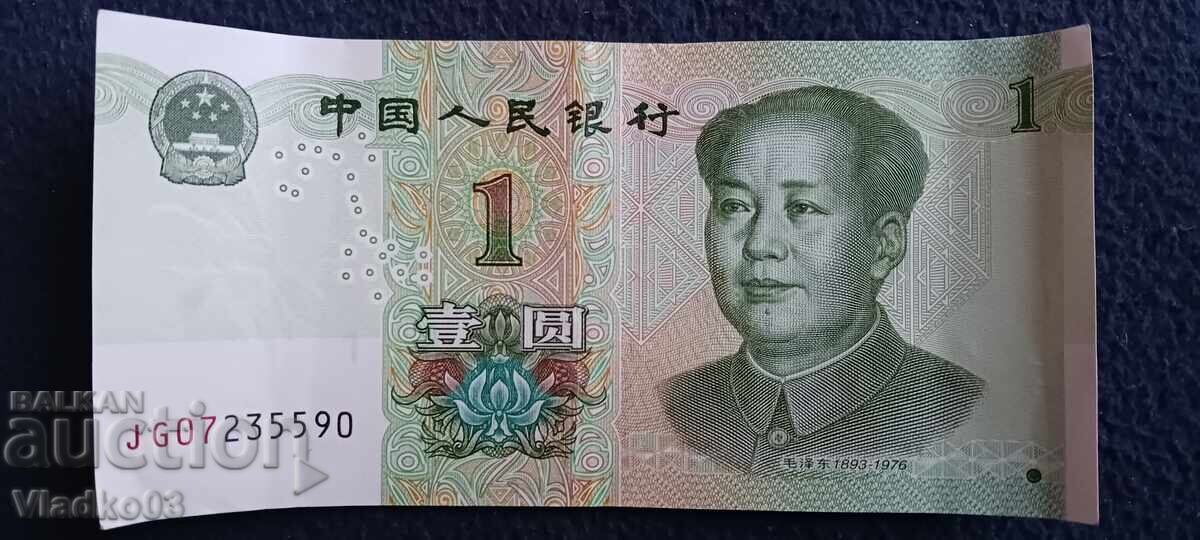 中国人民银行
1
1
壹圆
JG07235590
毛泽东1893-1976
BALKAN
auction
Vladko03